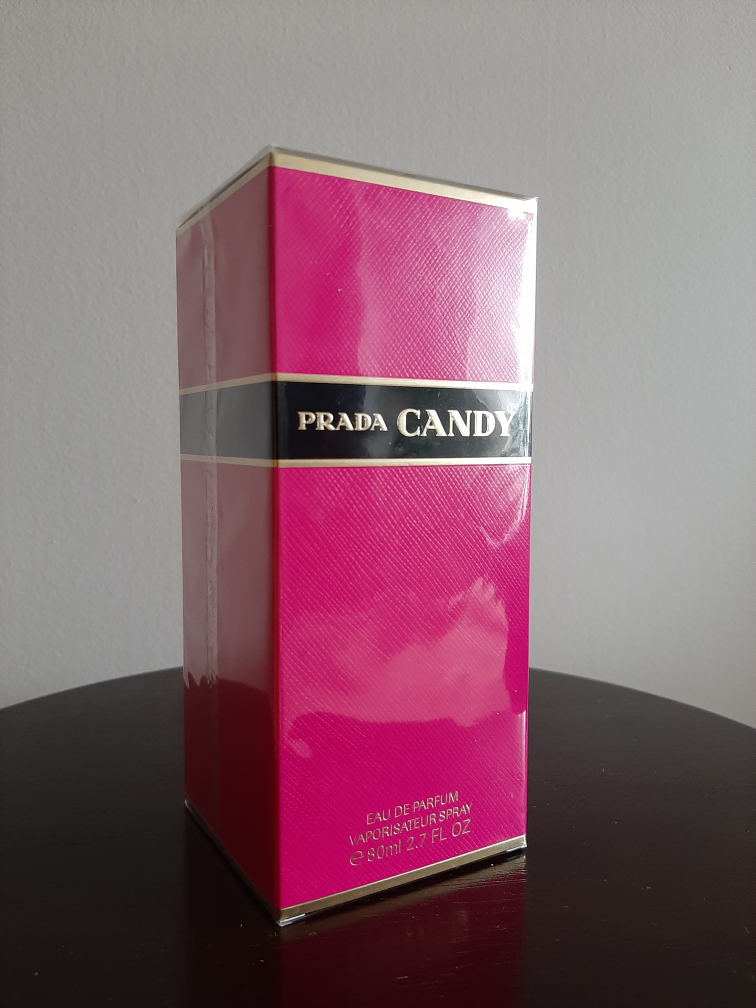 PRADA CANDY
EAU DE PARFUM
VAPORISATEUR SPRAY
℮ 80ml 2.7 FL OZ